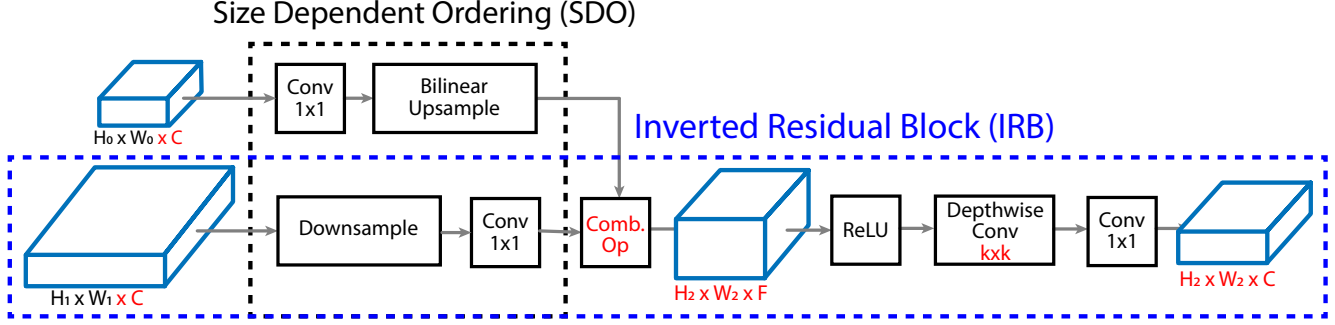 Size Dependent Ordering (SDO)
Conv
1x1
Bilinear
Upsample
H₀ x W₀ x C
Inverted Residual Block (IRB)
Downsample
Conv
1x1
Comb.
Op
ReLU
Depthwise
Conv
kxk
Conv
1x1
H₁ x W₁ x C
H₂ x W₂ x F
H₂ x W₂ x C